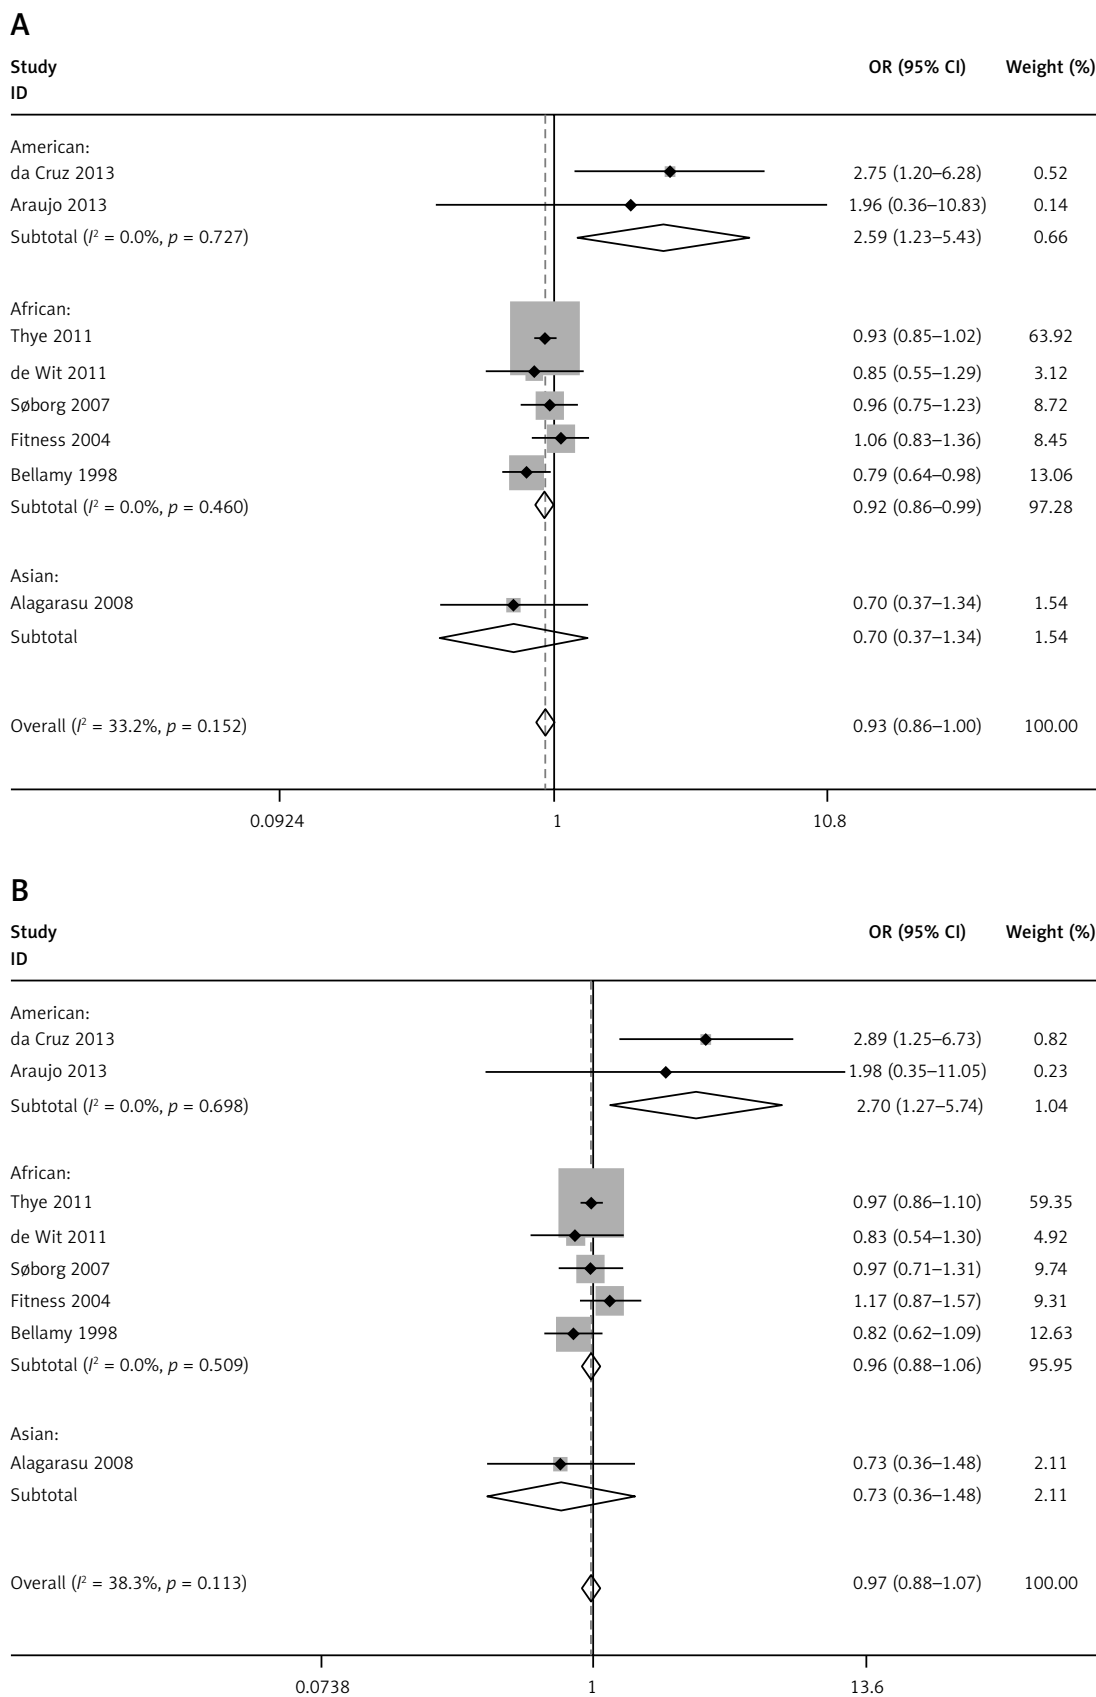 A
Study OR (95% CI) Weight (%)
ID
American:
da Cruz 2013 2.75 (1.20–6.28) 0.52
Araujo 2013 1.96 (0.36–10.83) 0.14
Subtotal (I² = 0.0%, p = 0.727) 2.59 (1.23–5.43) 0.66
African:
Thye 2011 0.93 (0.85–1.02) 63.92
de Wit 2011 0.85 (0.55–1.29) 3.12
Søborg 2007 0.96 (0.75–1.23) 8.72
Fitness 2004 1.06 (0.83–1.36) 8.45
Bellamy 1998 0.79 (0.64–0.98) 13.06
Subtotal (I² = 0.0%, p = 0.460) 0.92 (0.86–0.99) 97.28
Asian:
Alagarasu 2008 0.70 (0.37–1.34) 1.54
Subtotal 0.70 (0.37–1.34) 1.54
Overall (I² = 33.2%, p = 0.152) 0.93 (0.86–1.00) 100.00
0.0924 1 10.8
B
Study OR (95% CI) Weight (%)
ID
American:
da Cruz 2013 2.89 (1.25–6.73) 0.82
Araujo 2013 1.98 (0.35–11.05) 0.23
Subtotal (I² = 0.0%, p = 0.698) 2.70 (1.27–5.74) 1.04
African:
Thye 2011 0.97 (0.86–1.10) 59.35
de Wit 2011 0.83 (0.54–1.30) 4.92
Søborg 2007 0.97 (0.71–1.31) 9.74
Fitness 2004 1.17 (0.87–1.57) 9.31
Bellamy 1998 0.82 (0.62–1.09) 12.63
Subtotal (I² = 0.0%, p = 0.509) 0.96 (0.88–1.06) 95.95
Asian:
Alagarasu 2008 0.73 (0.36–1.48) 2.11
Subtotal 0.73 (0.36–1.48) 2.11
Overall (I² = 38.3%, p = 0.113) 0.97 (0.88–1.07) 100.00
0.0738 1 13.6